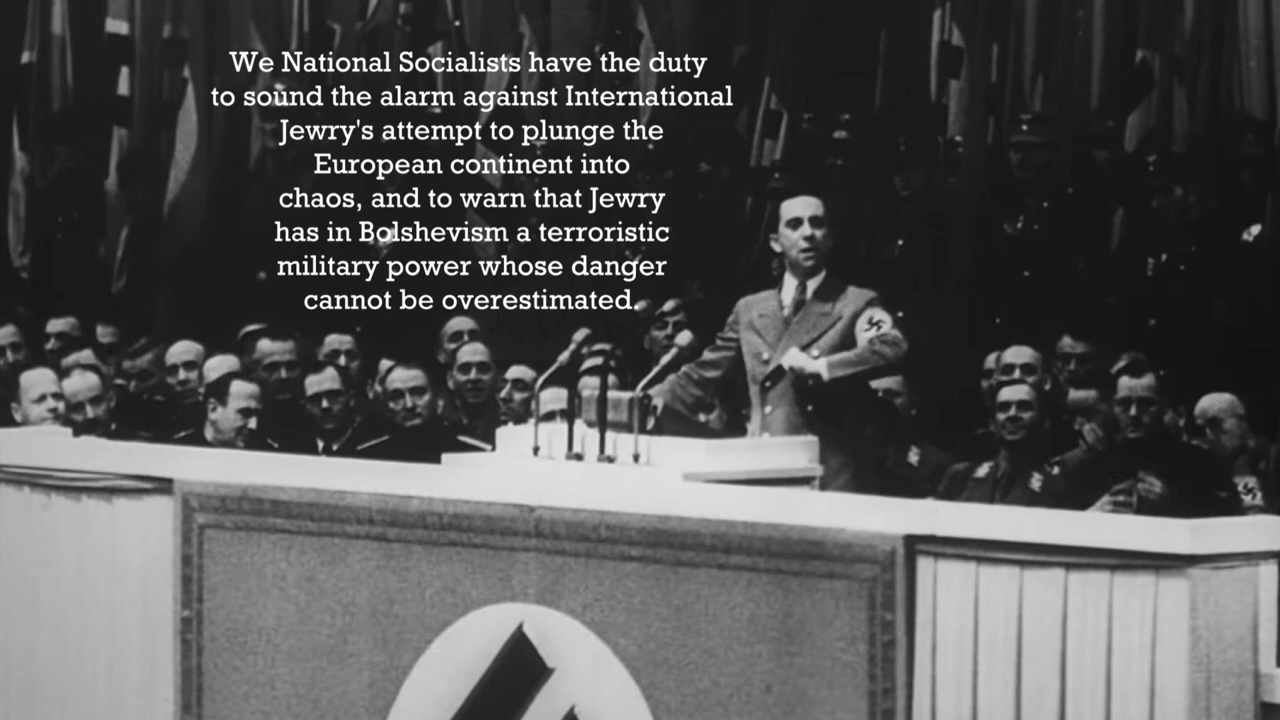 We National Socialists have the duty
to sound the alarm against International
Jewry's attempt to plunge the
European continent into
chaos, and to warn that Jewry
has in Bolshevism a terroristic
military power whose danger
cannot be overestimated.